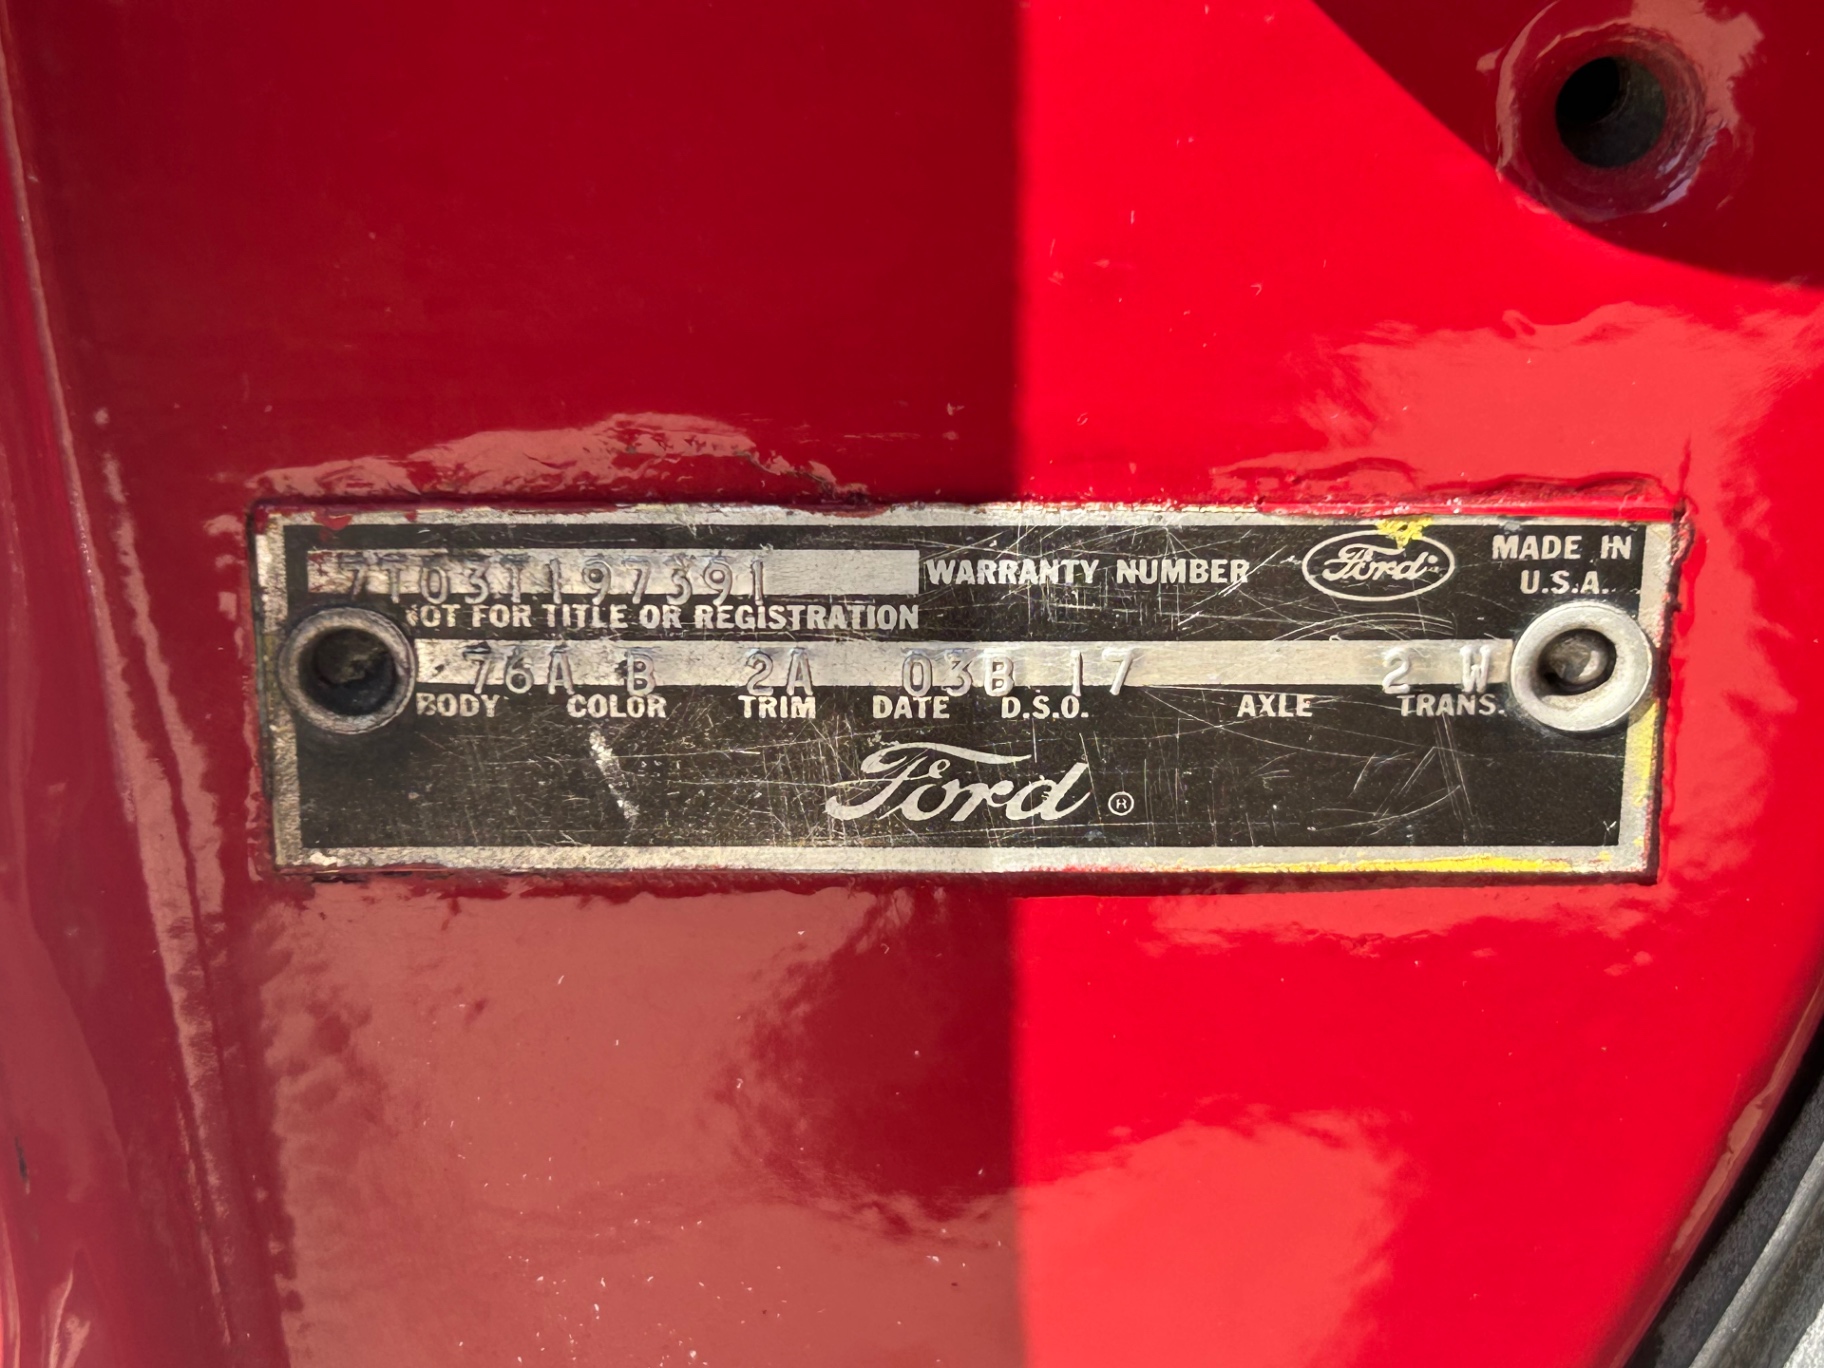 7T03T197391 WARRANTY NUMBER Ford MADE IN U.S.A.
NOT FOR TITLE OR REGISTRATION
76A B 2A 03B 17 2 W
BODY COLOR TRIM DATE D.S.O. AXLE TRANS.
Ford ®